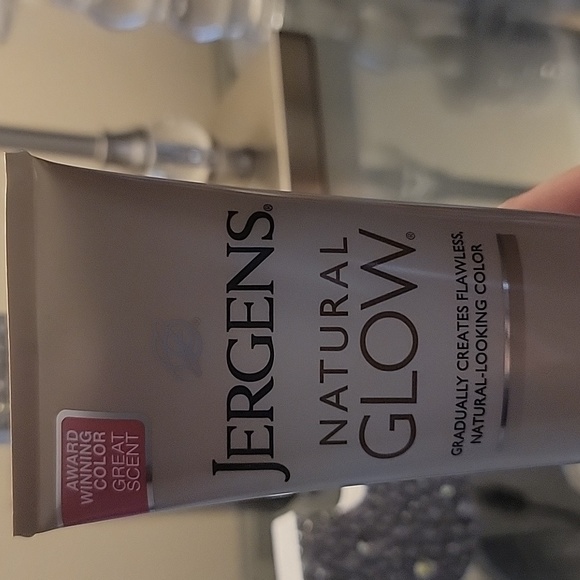 AWARD
WINNING
COLOR
GREAT
SCENT
JERGENS®
NATURAL
GLOW®
GRADUALLY CREATES FLAWLESS,
NATURAL-LOOKING COLOR